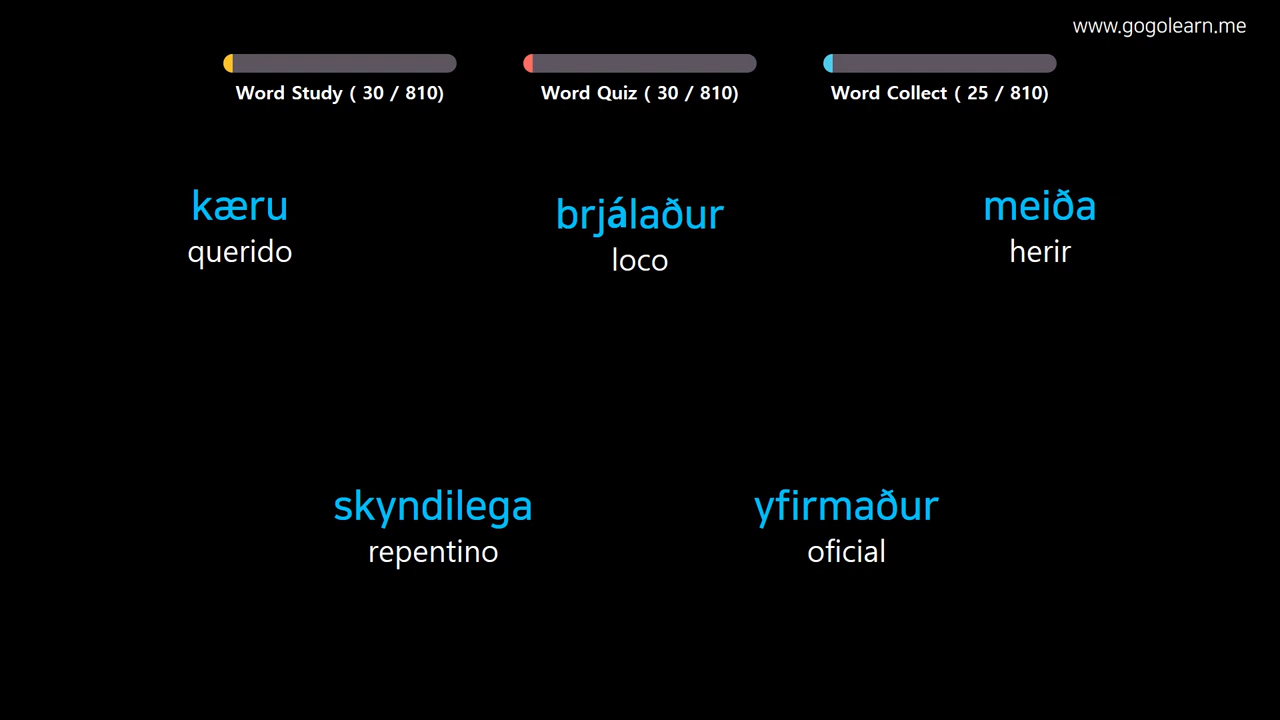 www.gogolearn.me
Word Study ( 30 / 810)
Word Quiz ( 30 / 810)
Word Collect ( 25 / 810)
kæru
querido
brjálaður
loco
meiða
herir
skyndilega
repentino
yfirmaður
oficial